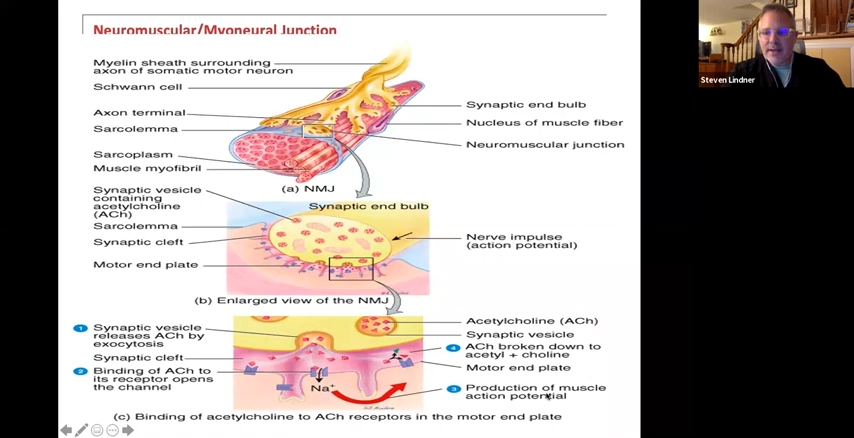 Neuromuscular/Myoneural Junction
Steven Lindner
Myelin sheath surrounding
axon of somatic motor neuron
Schwann cell
Axon terminal
Sarcolemma
Sarcoplasm
Muscle myofibril
Synaptic end bulb
Nucleus of muscle fiber
Neuromuscular junction
(a) NMJ
Synaptic vesicle
containing
acetylcholine
(ACh)
Sarcolemma
Synaptic cleft
Motor end plate
Synaptic end bulb
Nerve impulse
(action potential)
(b) Enlarged view of the NMJ
1 Synaptic vesicle
releases ACh by
exocytosis
Synaptic cleft
2 Binding of ACh to
its receptor opens
the channel
Na+
Acetylcholine (ACh)
Synaptic vesicle
4 ACh broken down to
acetyl + choline
Motor end plate
3 Production of muscle
action potential
(c) Binding of acetylcholine to ACh receptors in the motor end plate